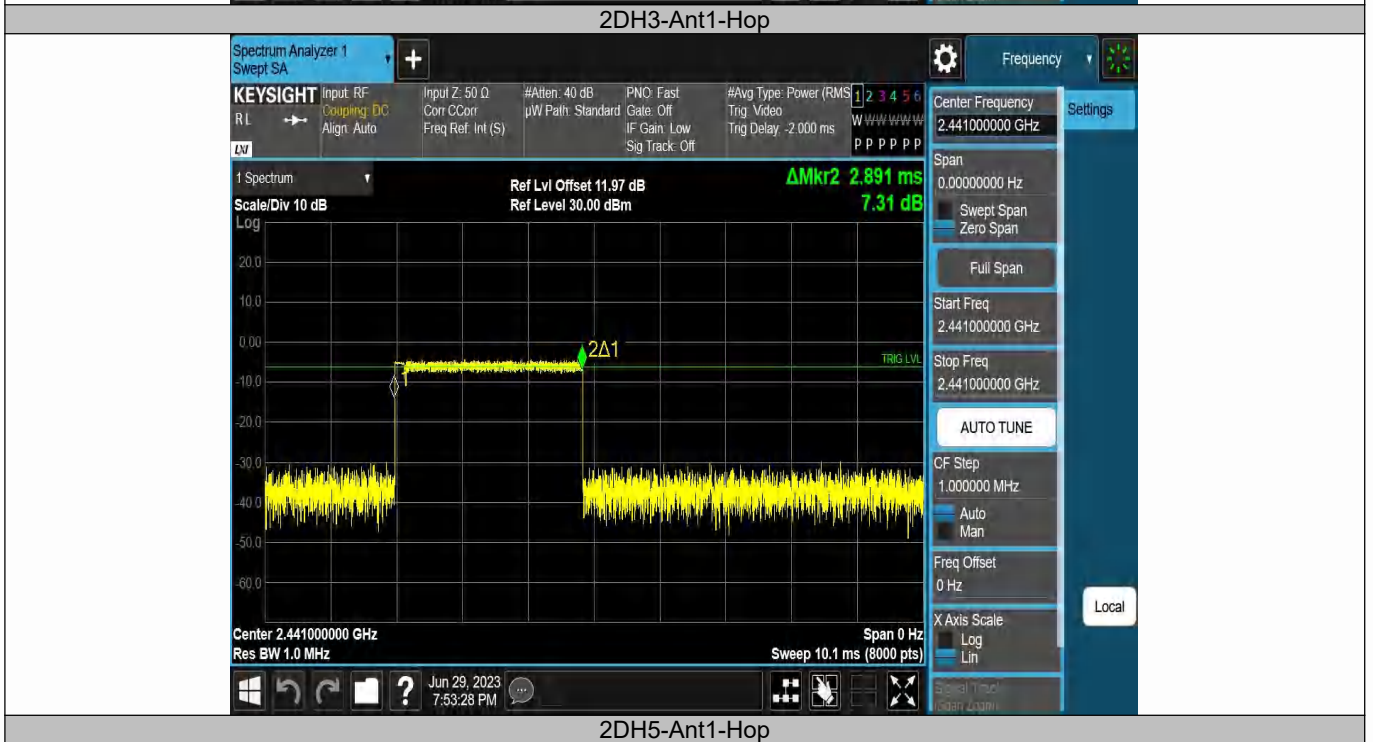 2DH3-Ant1-Hop
Spectrum Analyzer 1
Swept SA
+
Frequency
KEYSIGHT
RL
LXI
Input: RF
Coupling: DC
Align: Auto
Input Z: 50 Ω
Corr CCorr
Freq Ref: Int (S)
#Atten: 40 dB
µW Path: Standard
PNO: Fast
Gate: Off
IF Gain: Low
Sig Track: Off
#Avg Type: Power (RMS
Trig: Video
Trig Delay: -2.000 ms
1 2 3 4 5 6
W W W W W W
P P P P P P
Center Frequency
2.441000000 GHz
Settings
1 Spectrum
Scale/Div 10 dB
Ref Lvl Offset 11.97 dB
Ref Level 30.00 dBm
ΔMkr2 2.891 ms
7.31 dB
Span
0.00000000 Hz
Swept Span
Zero Span
Full Span
Log
20.0
10.0
0.00
-10.0
-20.0
-30.0
-40.0
-50.0
-60.0
2Δ1
TRIG LVL
Start Freq
2.441000000 GHz
Stop Freq
2.441000000 GHz
AUTO TUNE
CF Step
1.000000 MHz
Auto
Man
Freq Offset
0 Hz
X Axis Scale
Log
Lin
Local
Center 2.441000000 GHz
Res BW 1.0 MHz
Span 0 Hz
Sweep 10.1 ms (8000 pts)
?
Jun 29, 2023
7:53:28 PM
Signal Track
(Span Zoom)
2DH5-Ant1-Hop